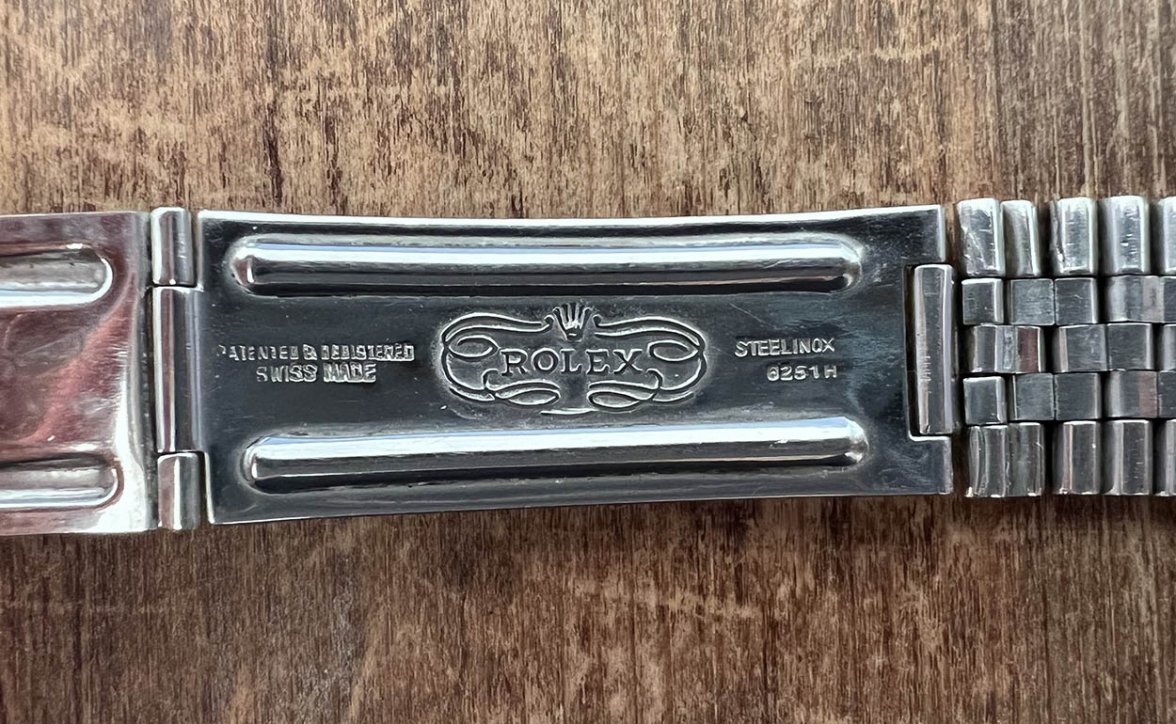 PATENTED & REGISTERED
SWISS MADE
ROLEX
STEELINOX
6251H